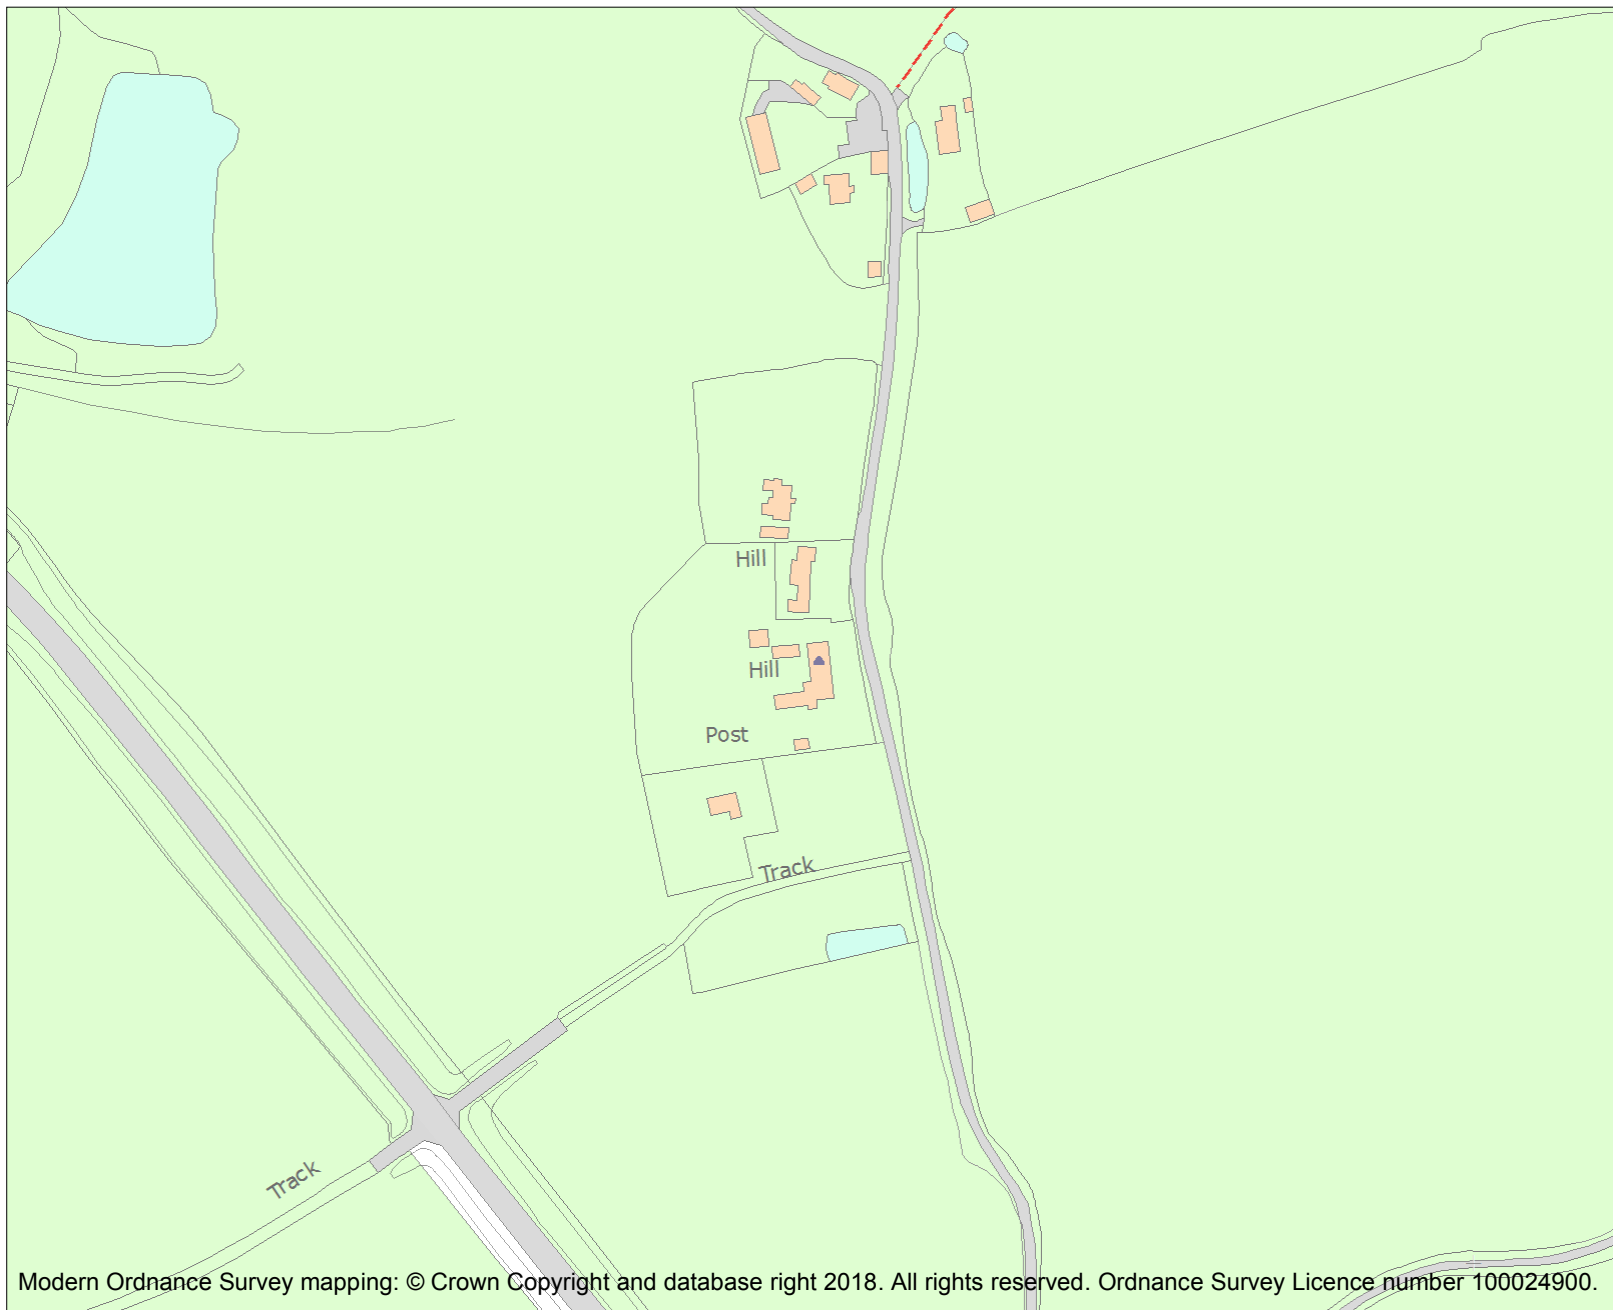 Hill
Hill
Post
Track
Track
Modern Ordnance Survey mapping: © Crown Copyright and database right 2018. All rights reserved. Ordnance Survey Licence number 100024900.